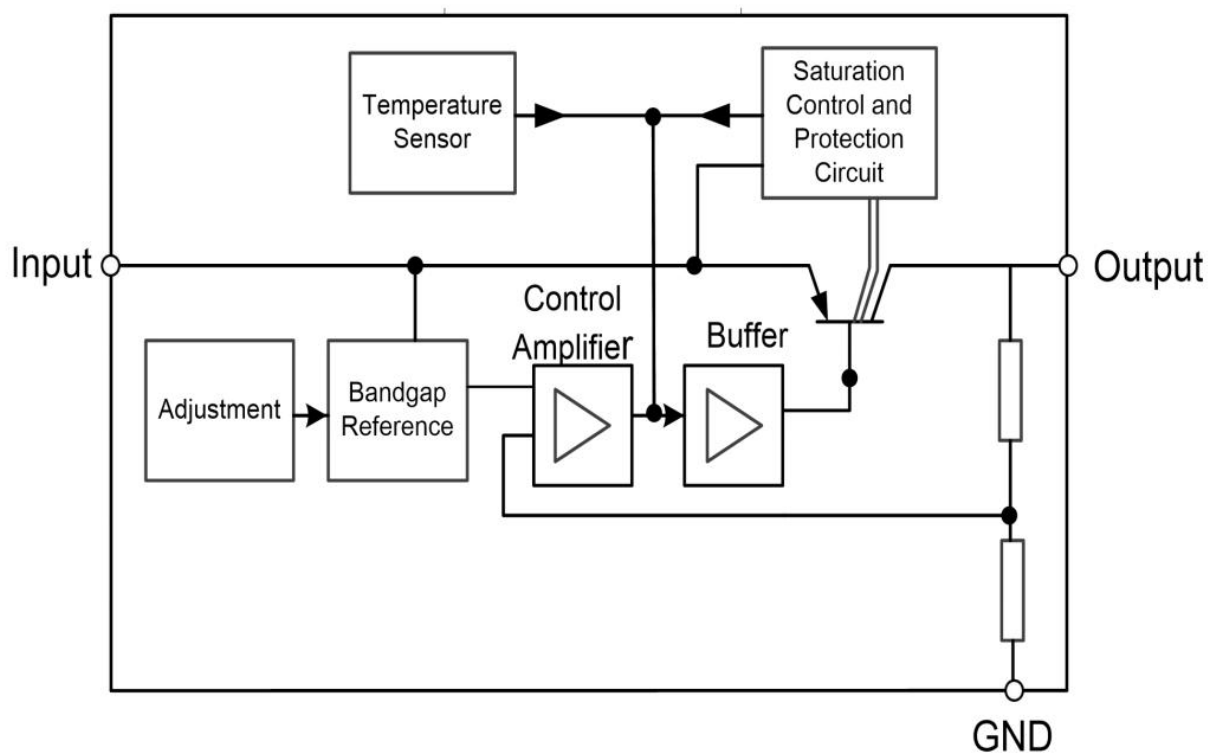 Temperature
Sensor
Saturation
Control and
Protection
Circuit
Input
Output
Control
Amplifier
Buffer
Adjustment
Bandgap
Reference
GND